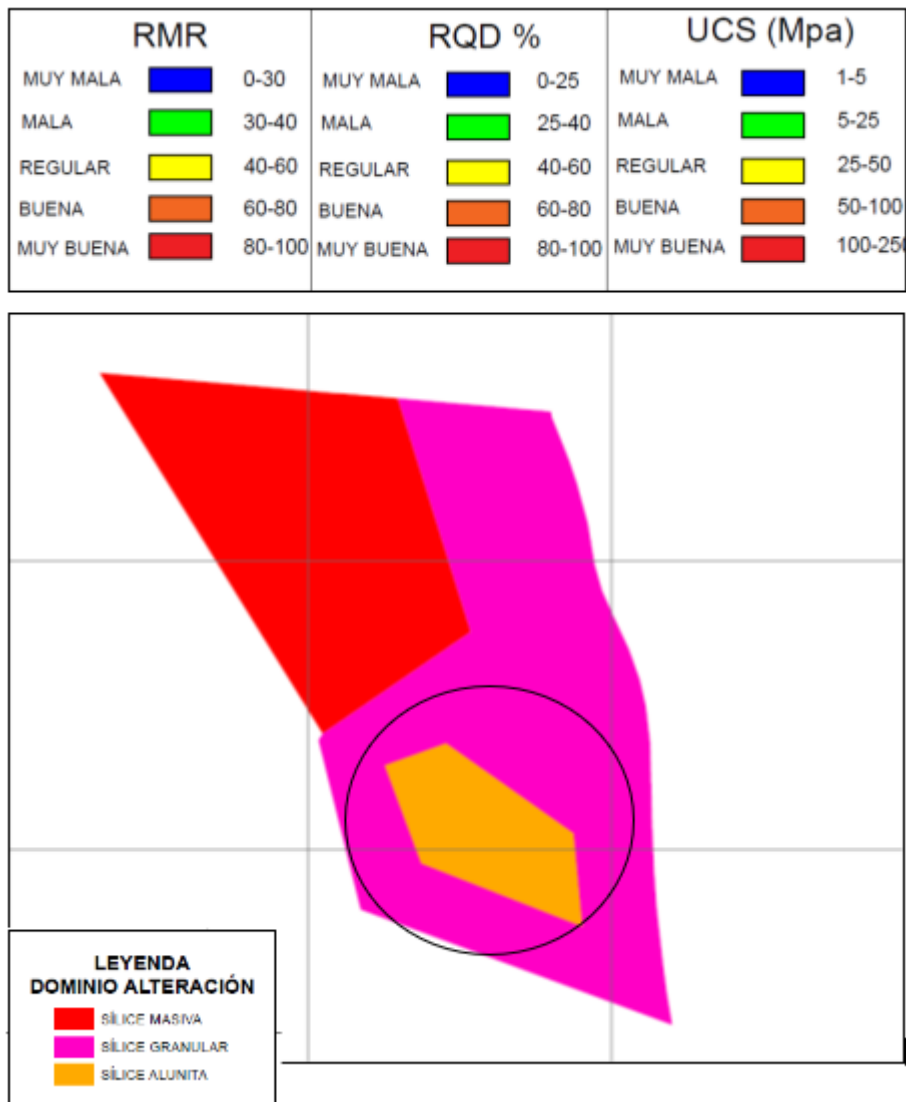 RMR
MUY MALA 0-30
MALA 30-40
REGULAR 40-60
BUENA 60-80
MUY BUENA 80-100
RQD %
MUY MALA 0-25
MALA 25-40
REGULAR 40-60
BUENA 60-80
MUY BUENA 80-100
UCS (Mpa)
MUY MALA 1-5
MALA 5-25
REGULAR 25-50
BUENA 50-100
MUY BUENA 100-250
LEYENDA
DOMINIO ALTERACIÓN
SÍLICE MASIVA
SÍLICE GRANULAR
SÍLICE ALUNITA